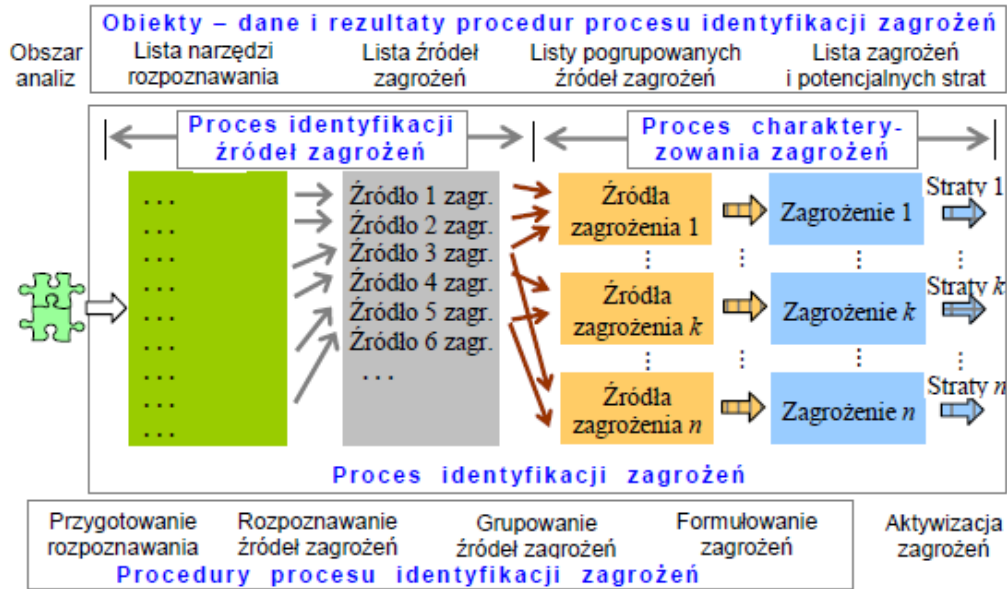 Obiekty – dane i rezultaty procedur procesu identyfikacji zagrożeń
Obszar
analiz
Lista narzędzi
rozpoznawania
Lista źródeł
zagrożeń
Listy pogrupowanych
źródeł zagrożeń
Lista zagrożeń
i potencjalnych strat
Proces identyfikacji
źródeł zagrożeń
Proces charaktery-
zowania zagrożeń
...
...
...
...
...
...
...
...
...
Źródło 1 zagr.
Źródło 2 zagr.
Źródło 3 zagr.
Źródło 4 zagr.
Źródło 5 zagr.
Źródło 6 zagr.
...
Źródła
zagrożenia 1
Zagrożenie 1
Straty 1
Źródła
zagrożenia k
Zagrożenie k
Straty k
Źródła
zagrożenia n
Zagrożenie n
Straty n
Proces identyfikacji zagrożeń
Przygotowanie
rozpoznawania
Rozpoznawanie
źródeł zagrożeń
Grupowanie
źródeł zagrożeń
Formułowanie
zagrożeń
Aktywizacja
zagrożeń
Procedury procesu identyfikacji zagrożeń